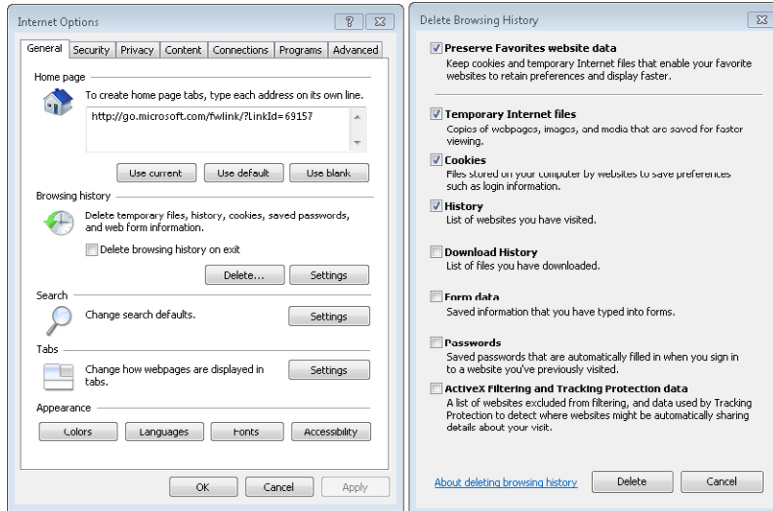 Internet Options
General Security Privacy Content Connections Programs Advanced
Home page
To create home page tabs, type each address on its own line.
http://go.microsoft.com/fwlink/?LinkId=69157
Use current Use default Use blank
Browsing history
Delete temporary files, history, cookies, saved passwords,
and web form information.
Delete browsing history on exit
Delete... Settings
Search
Change search defaults. Settings
Tabs
Change how webpages are displayed in
tabs.
Settings
Appearance
Colors Languages Fonts Accessibility
OK Cancel Apply
Delete Browsing History
Preserve Favorites website data
Keep cookies and temporary Internet files that enable your favorite
websites to retain preferences and display faster.
Temporary Internet files
Copies of webpages, images, and media that are saved for faster
viewing.
Cookies
Files stored on your computer by websites to save preferences
such as login information.
History
List of websites you have visited.
Download History
List of files you have downloaded.
Form data
Saved information that you have typed into forms.
Passwords
Saved passwords that are automatically filled in when you sign in
to a website you've previously visited.
ActiveX Filtering and Tracking Protection data
A list of websites excluded from filtering, and data used by Tracking
Protection to detect where websites might be automatically sharing
details about your visit.
About deleting browsing history Delete Cancel